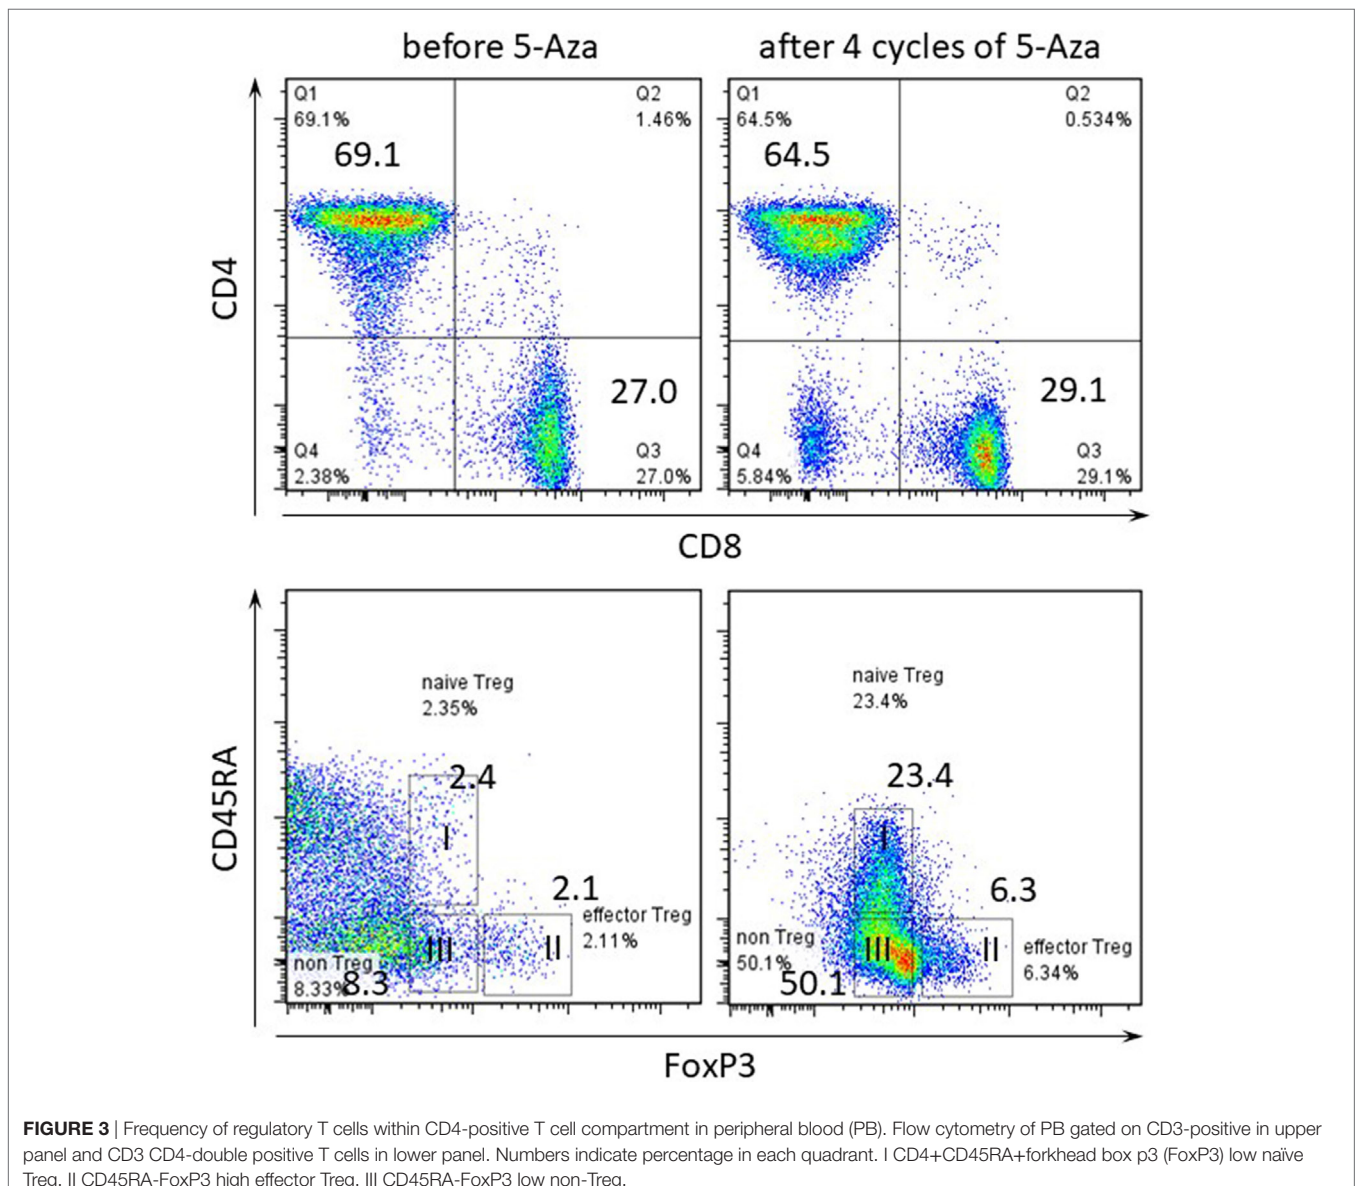 before 5-Aza
after 4 cycles of 5-Aza
Q1
69.1%
Q2
1.46%
69.1
27.0
Q4
2.38%
Q3
27.0%
Q1
64.5%
Q2
0.534%
64.5
29.1
Q4
5.84%
Q3
29.1%
CD4
CD8
naive Treg
2.35%
2.4
I
2.1
effector Treg
2.11%
III
II
non Treg
8.33%
8.3
naive Treg
23.4%
23.4
I
6.3
non Treg
50.1%
III
II
effector Treg
6.34%
50.1
CD45RA
FoxP3
FIGURE 3 | Frequency of regulatory T cells within CD4-positive T cell compartment in peripheral blood (PB). Flow cytometry of PB gated on CD3-positive in upper
panel and CD3 CD4-double positive T cells in lower panel. Numbers indicate percentage in each quadrant. I CD4+CD45RA+forkhead box p3 (FoxP3) low naïve
Treg. II CD45RA-FoxP3 high effector Treg. III CD45RA-FoxP3 low non-Treg.